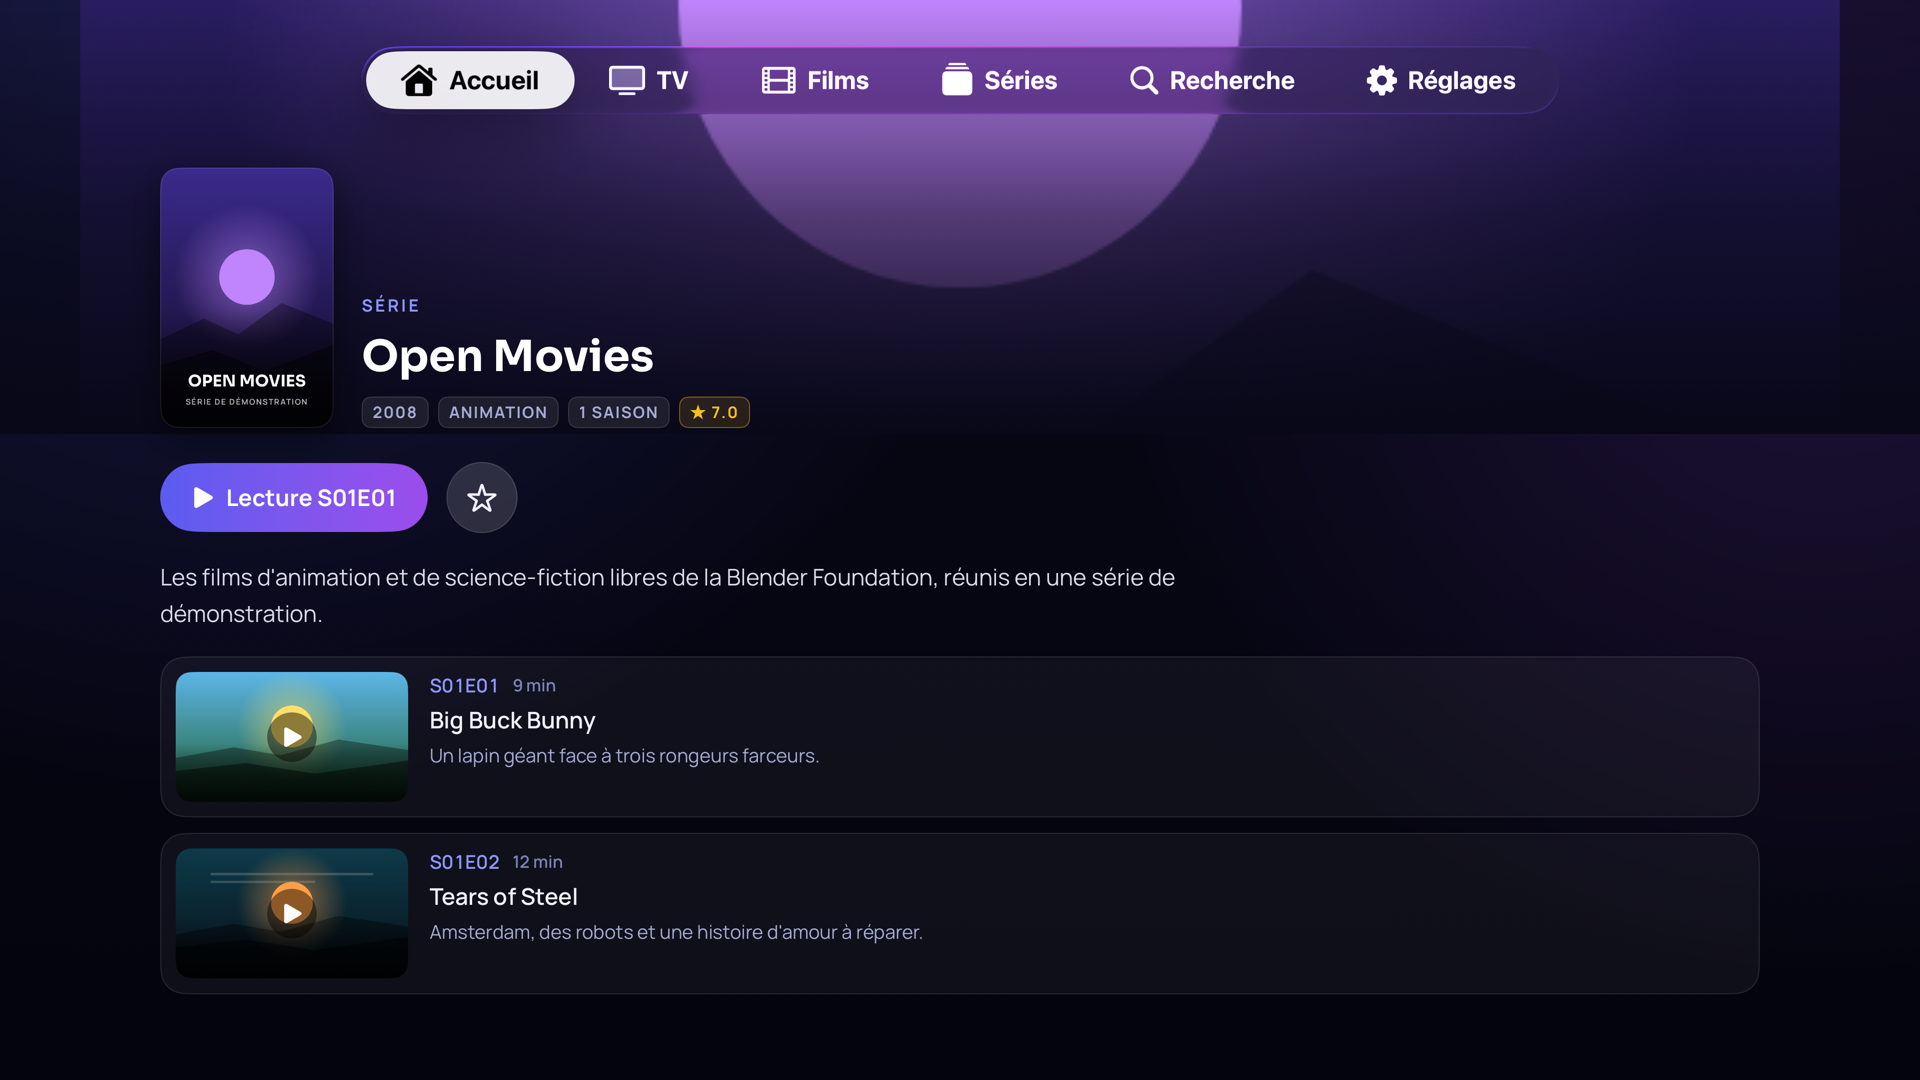 Accueil
TV
Films
Séries
Recherche
Réglages
OPEN MOVIES
SÉRIE DE DÉMONSTRATION
SÉRIE
Open Movies
2008
ANIMATION
1 SAISON
★ 7.0
Lecture S01E01
Les films d'animation et de science-fiction libres de la Blender Foundation, réunis en une série de
démonstration.
S01E01 9 min
Big Buck Bunny
Un lapin géant face à trois rongeurs farceurs.
S01E02 12 min
Tears of Steel
Amsterdam, des robots et une histoire d'amour à réparer.